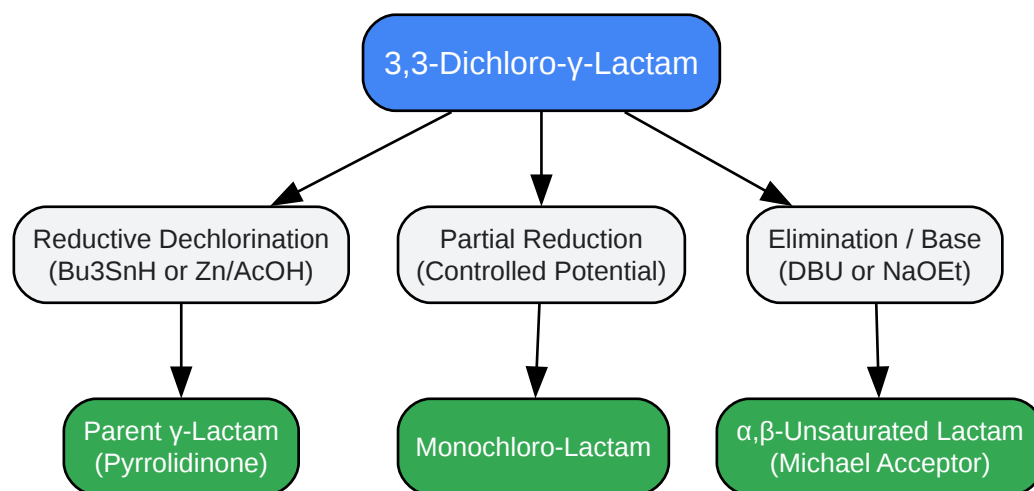 3,3-Dichloro-γ-Lactam
Reductive Dechlorination
(Bu3SnH or Zn/AcOH)
Partial Reduction
(Controlled Potential)
Elimination / Base
(DBU or NaOEt)
Parent γ-Lactam
(Pyrrolidinone)
Monochloro-Lactam
α,β-Unsaturated Lactam
(Michael Acceptor)